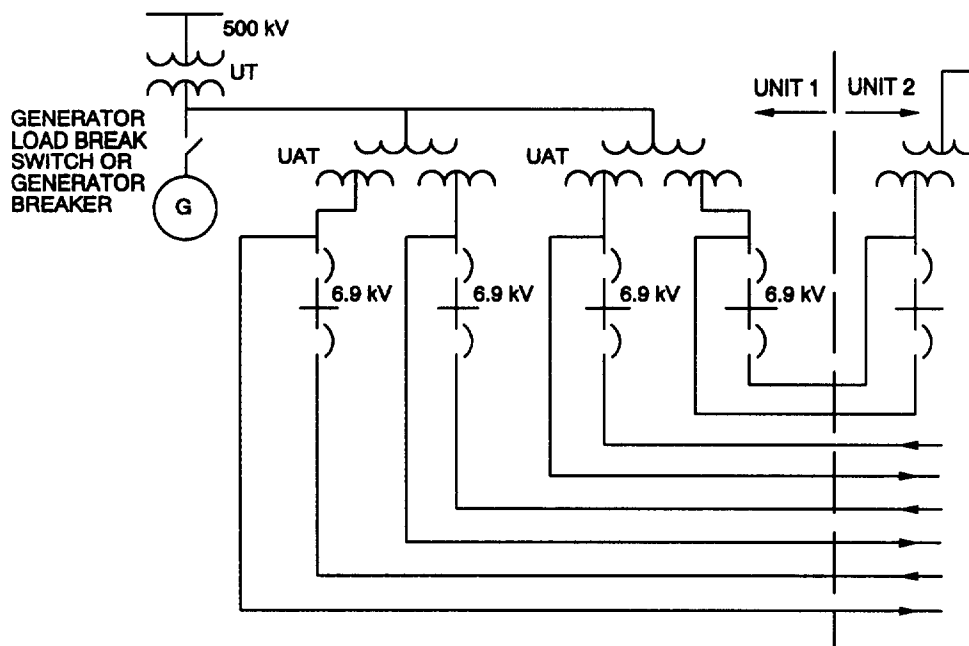 500 kV
UT
GENERATOR
LOAD BREAK
SWITCH OR
GENERATOR
BREAKER
G
UAT
UAT
UNIT 1
UNIT 2
6.9 kV
6.9 kV
6.9 kV
6.9 kV